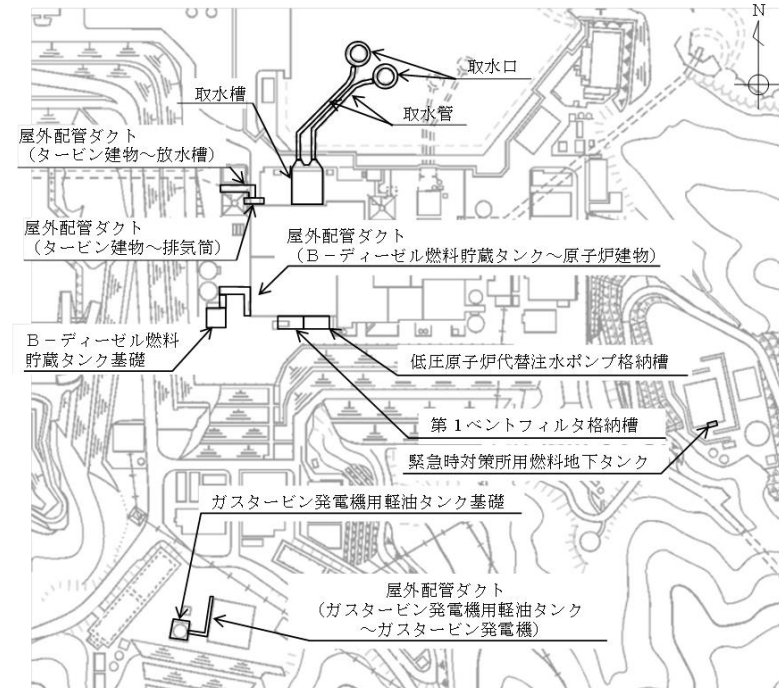 N
取水口
取水槽
取水管
屋外配管ダクト
（タービン建物～放水槽）
屋外配管ダクト
（タービン建物～排気筒）
屋外配管ダクト
（Ｂ－ディーゼル燃料貯蔵タンク～原子炉建物）
Ｂ－ディーゼル燃料
貯蔵タンク基礎
低圧原子炉代替注水ポンプ格納槽
第１ベントフィルタ格納槽
緊急時対策所用燃料地下タンク
ガスタービン発電機用軽油タンク基礎
屋外配管ダクト
（ガスタービン発電機用軽油タンク
～ガスタービン発電機）